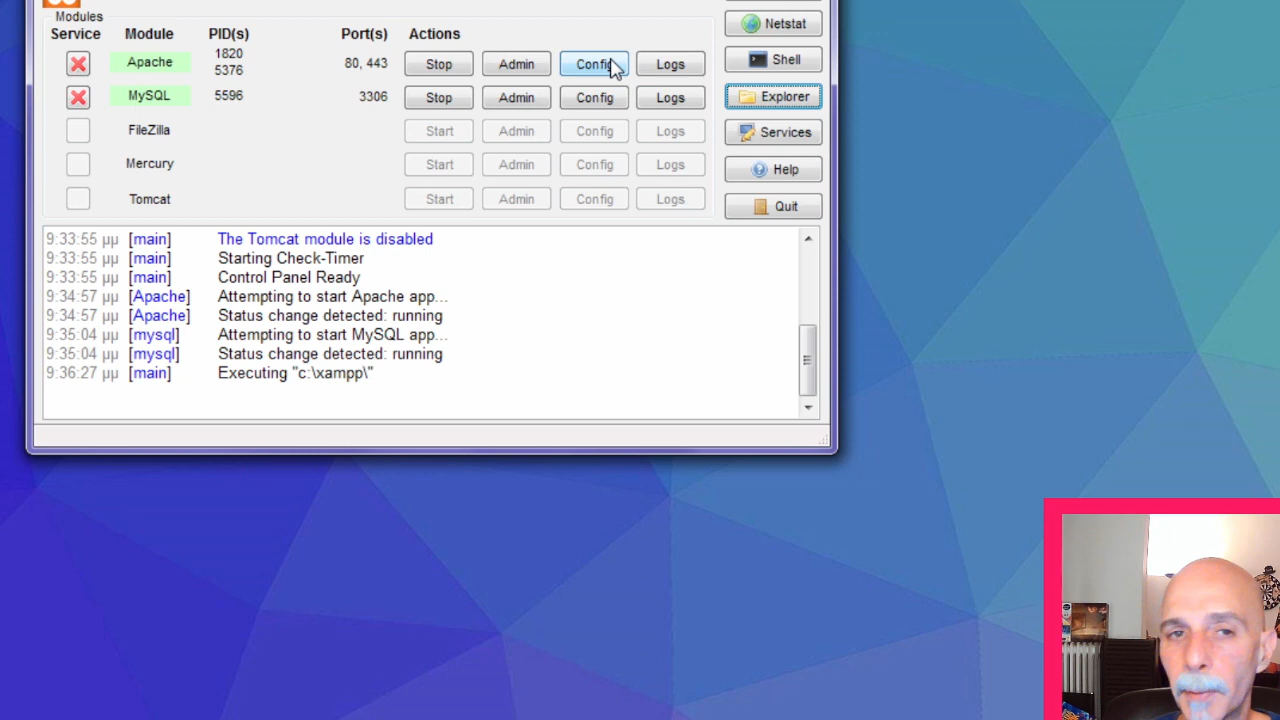 Modules
Netstat
Service Module PID(s) Port(s) Actions
Apache 1820 5376 80, 443 Stop Admin Config Logs
Shell
MySQL 5596 3306 Stop Admin Config Logs
Explorer
FileZilla Start Admin Config Logs
Services
Mercury Start Admin Config Logs
Help
Tomcat Start Admin Config Logs
Quit
9:33:55 μμ [main] The Tomcat module is disabled
9:33:55 μμ [main] Starting Check-Timer
9:33:55 μμ [main] Control Panel Ready
9:34:57 μμ [Apache] Attempting to start Apache app...
9:34:57 μμ [Apache] Status change detected: running
9:35:04 μμ [mysql] Attempting to start MySQL app...
9:35:04 μμ [mysql] Status change detected: running
9:36:27 μμ [main] Executing "c:\xampp\"